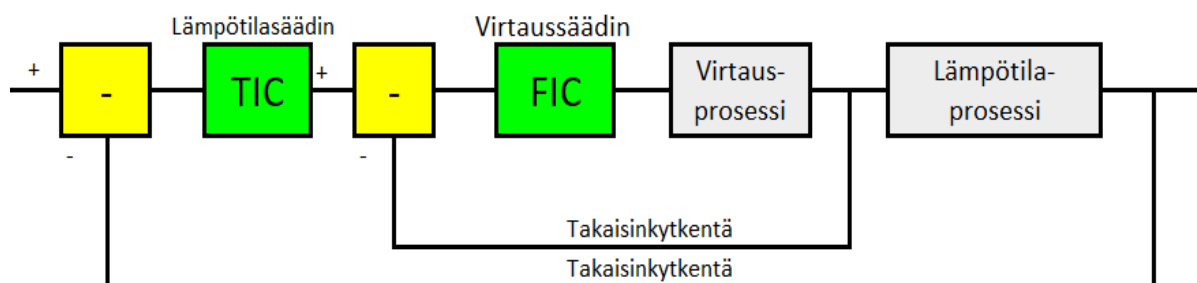 Lämpötilasäädin
Virtaussäädin
+
-
TIC
+
-
FIC
Virtaus-
prosessi
Lämpötila-
prosessi
-
-
Takaisinkytkentä
Takaisinkytkentä